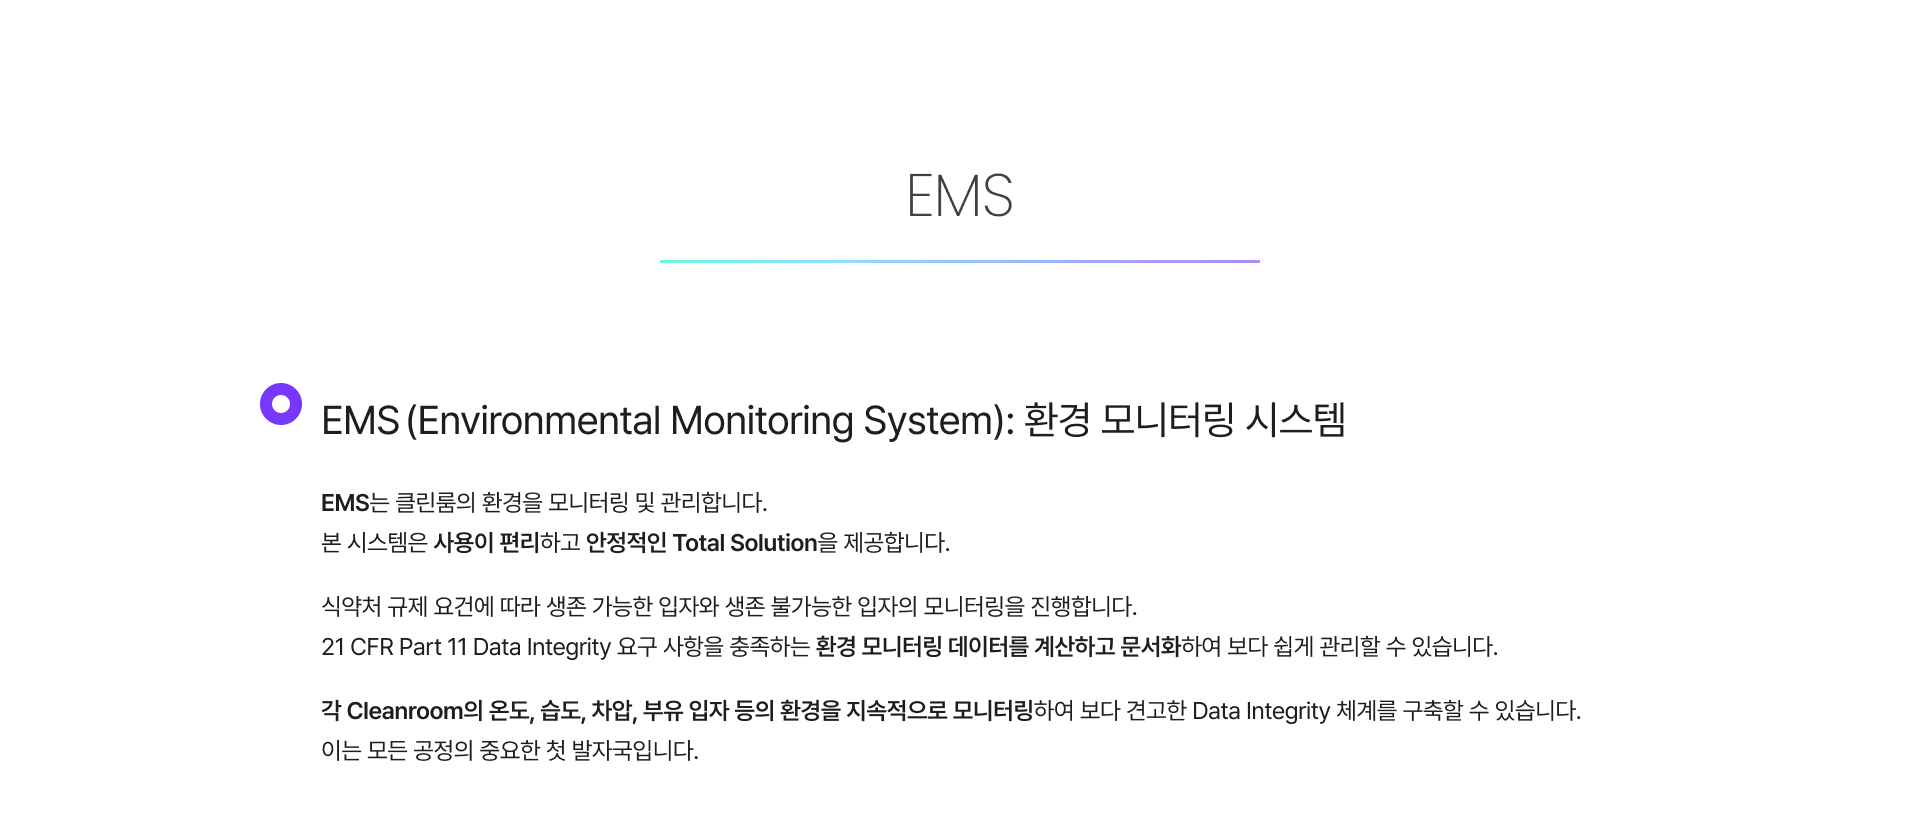 EMS
EMS (Environmental Monitoring System): 환경 모니터링 시스템
EMS는 클린룸의 환경을 모니터링 및 관리합니다.
본 시스템은 사용이 편리하고 안정적인 Total Solution을 제공합니다.
식약처 규제 요건에 따라 생존 가능한 입자와 생존 불가능한 입자의 모니터링을 진행합니다.
21 CFR Part 11 Data Integrity 요구 사항을 충족하는 환경 모니터링 데이터를 계산하고 문서화하여 보다 쉽게 관리할 수 있습니다.
각 Cleanroom의 온도, 습도, 차압, 부유 입자 등의 환경을 지속적으로 모니터링하여 보다 견고한 Data Integrity 체계를 구축할 수 있습니다.
이는 모든 공정의 중요한 첫 발자국입니다.